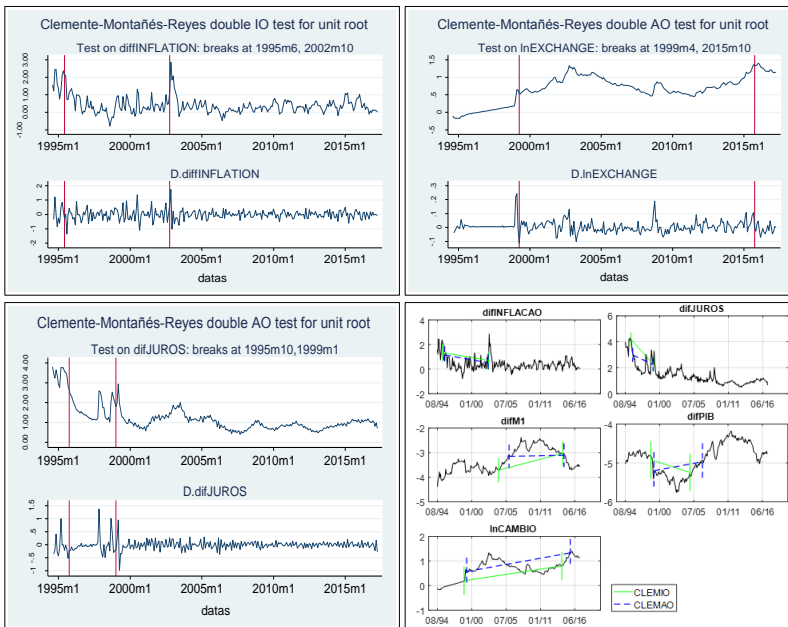 Clemente-Montañés-Reyes double IO test for unit root
Test on diffINFLATION: breaks at 1995m6, 2002m10
-1.00 0.00 1.00 2.00 3.00
1995m1 2000m1 2005m1 2010m1 2015m1
D.diffINFLATION
-2 -1 0 1 2
1995m1 2000m1 2005m1 2010m1 2015m1
datas
Clemente-Montañés-Reyes double AO test for unit root
Test on lnEXCHANGE: breaks at 1999m4, 2015m10
-.5 0 .5 1 1.5
1995m1 2000m1 2005m1 2010m1 2015m1
D.lnEXCHANGE
-.1 0 .1 .2 .3
1995m1 2000m1 2005m1 2010m1 2015m1
datas
Clemente-Montañés-Reyes double AO test for unit root
Test on difJUROS: breaks at 1995m10,1999m1
0.00 1.00 2.00 3.00 4.00
1995m1 2000m1 2005m1 2010m1 2015m1
D.difJUROS
-1 -.5 0 .5 1 1.5
1995m1 2000m1 2005m1 2010m1 2015m1
datas
difINFLACAO
4
2
0
-2
08/94 01/00 07/05 01/11 06/16
difJUROS
6
4
2
0
08/94 01/00 07/05 01/11 06/16
difM1
-2
-3
-4
-5
08/94 01/00 07/05 01/11 06/16
difPIB
-4
-5
-6
08/94 01/00 07/05 01/11 06/16
lnCAMBIO
2
1
0
-1
08/94 01/00 07/05 01/11 06/16
CLEMIO
CLEMAO